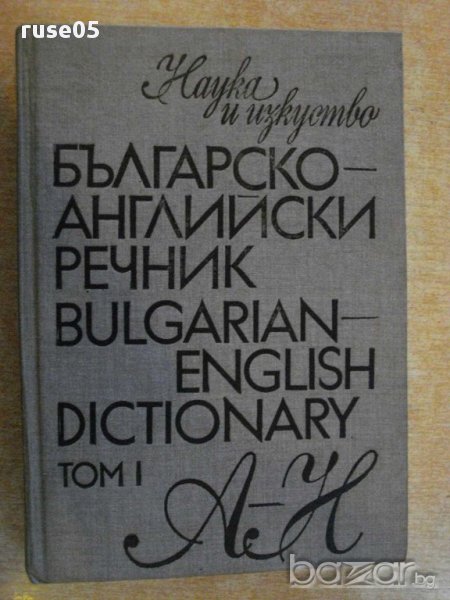 ruse05
Наука
и изкуство
БЪЛГАРСКО—
АНГЛИЙСКИ
РЕЧНИК
BULGARIAN—
ENGLISH
DICTIONARY
ТОМ I
А—Н
bazar.bg